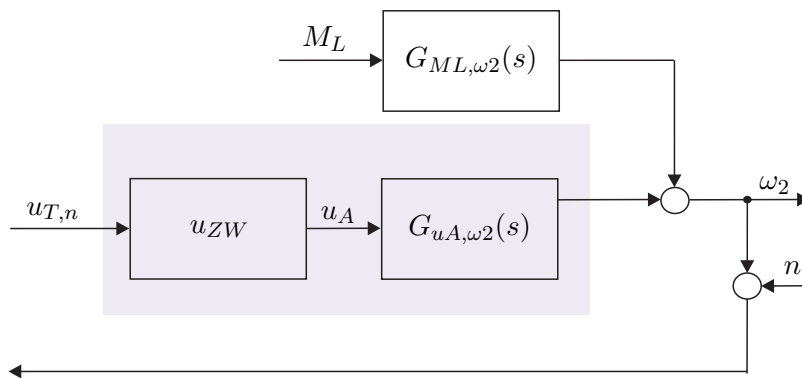 M_L
G_{ML,ω2}(s)
u_{T,n}
u_{ZW}
u_A
G_{uA,ω2}(s)
ω_2
n